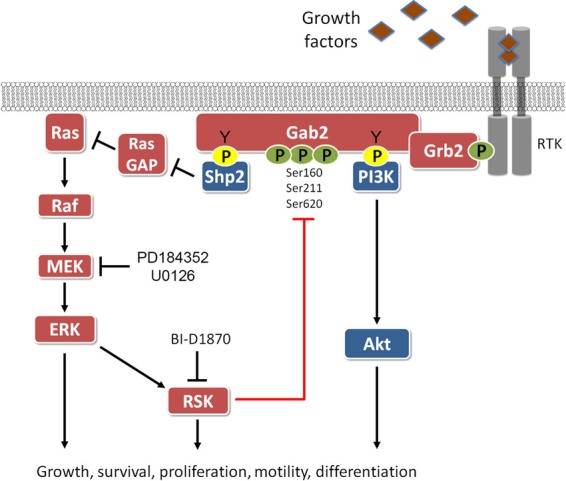 Growth
factors
RTK
Ras
Ras
GAP
Y
P
Shp2
Gab2
P P P
Ser160
Ser211
Ser620
Y
P
PI3K
Grb2
P
Raf
MEK
PD184352
U0126
ERK
BI-D1870
RSK
Akt
Growth, survival, proliferation, motility, differentiation